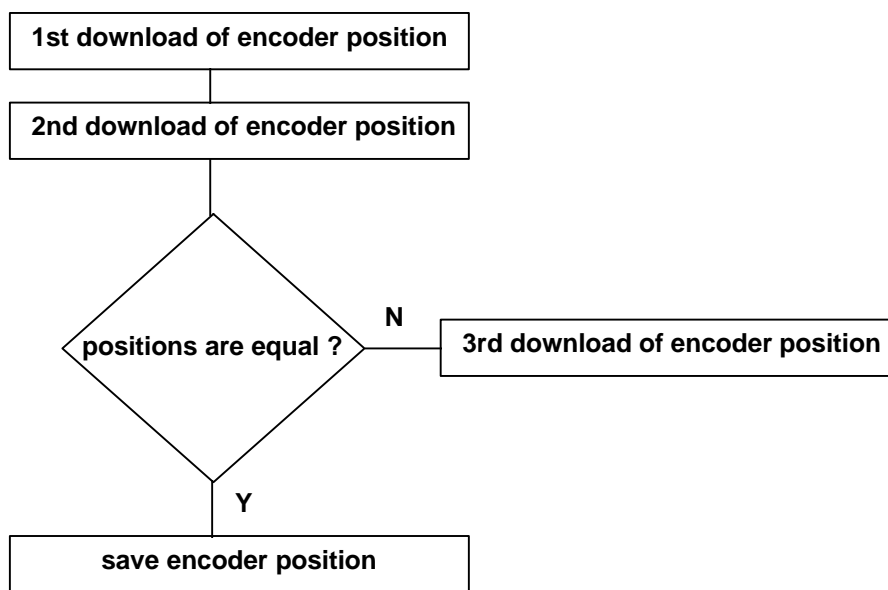 1st download of encoder position
2nd download of encoder position
positions are equal ?
N
3rd download of encoder position
Y
save encoder position